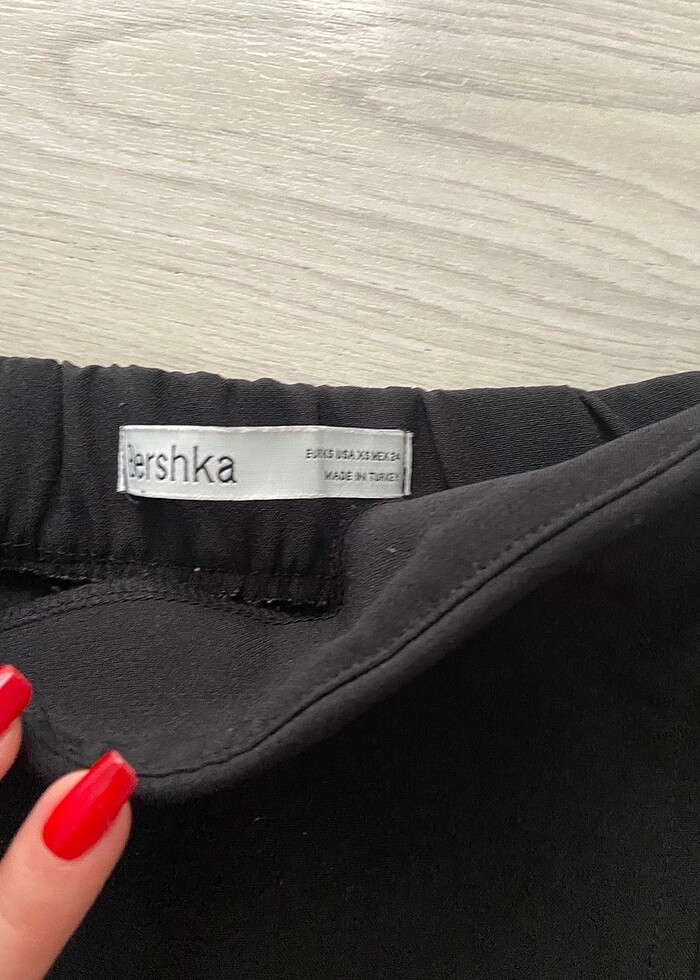 Bershka
EUR XS USA XS MEX 24
MADE IN TURKEY